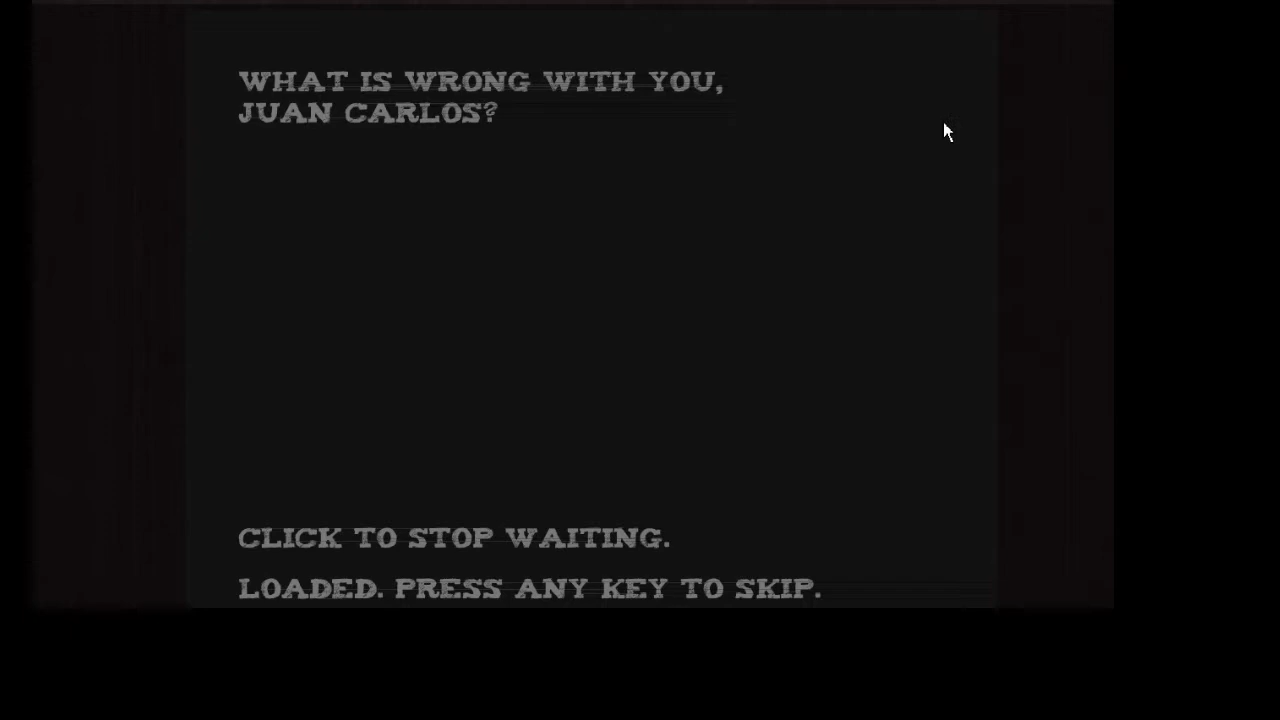 WHAT IS WRONG WITH YOU,
JUAN CARLOS?
CLICK TO STOP WAITING.
LOADED. PRESS ANY KEY TO SKIP.